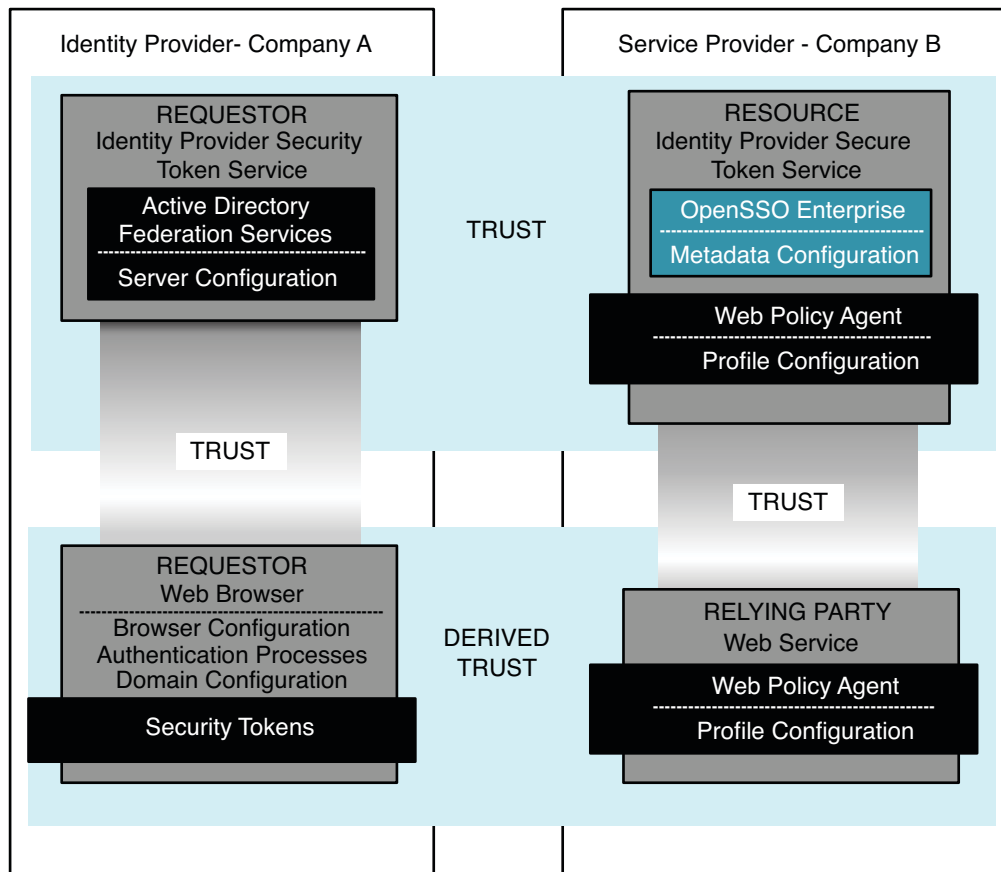 Identity Provider- Company A
Service Provider - Company B
REQUESTOR
Identity Provider Security
Token Service
Active Directory
Federation Services
Server Configuration
TRUST
RESOURCE
Identity Provider Secure
Token Service
OpenSSO Enterprise
Metadata Configuration
Web Policy Agent
Profile Configuration
TRUST
TRUST
REQUESTOR
Web Browser
Browser Configuration
Authentication Processes
Domain Configuration
Security Tokens
DERIVED
TRUST
RELYING PARTY
Web Service
Web Policy Agent
Profile Configuration